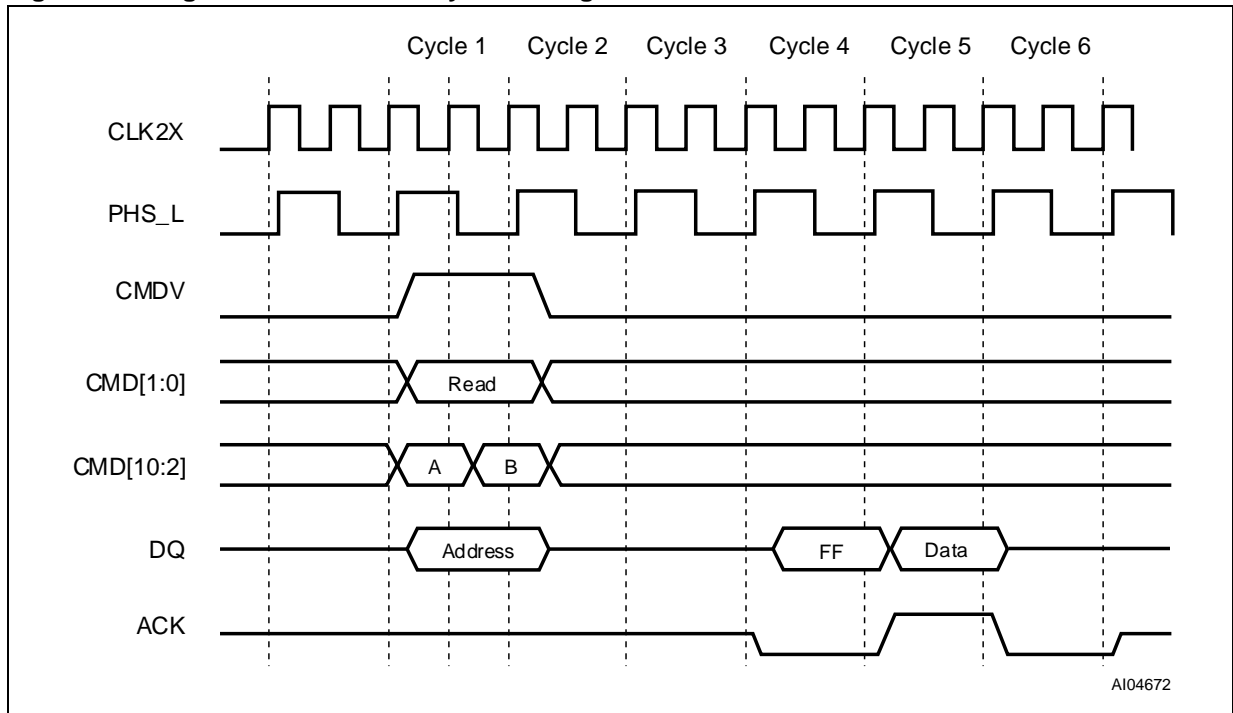 Cycle 1 Cycle 2 Cycle 3 Cycle 4 Cycle 5 Cycle 6
CLK2X
PHS_L
CMDV
CMD[1:0] Read
CMD[10:2] A B
DQ Address FF Data
ACK
AI04672